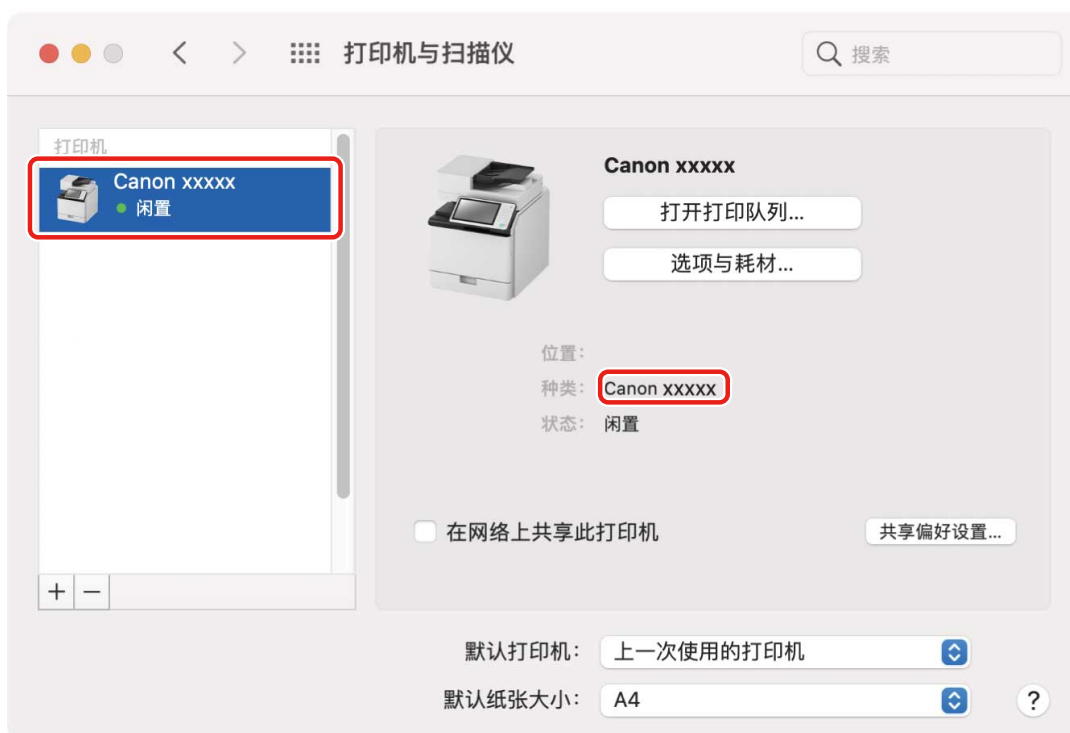 打印机与扫描仪
搜索
打印机
Canon xxxxx
闲置
Canon xxxxx
打开打印队列...
选项与耗材...
位置:
种类: Canon xxxxx
状态: 闲置
在网络上共享此打印机
共享偏好设置...
+ −
默认打印机: 上一次使用的打印机
默认纸张大小: A4
?